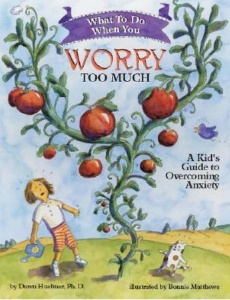 What To Do
When You
WORRY
TOO MUCH
A Kid's
Guide to
Overcoming
Anxiety
by Dawn Huebner, Ph. D.
illustrated by Bonnie Matthews